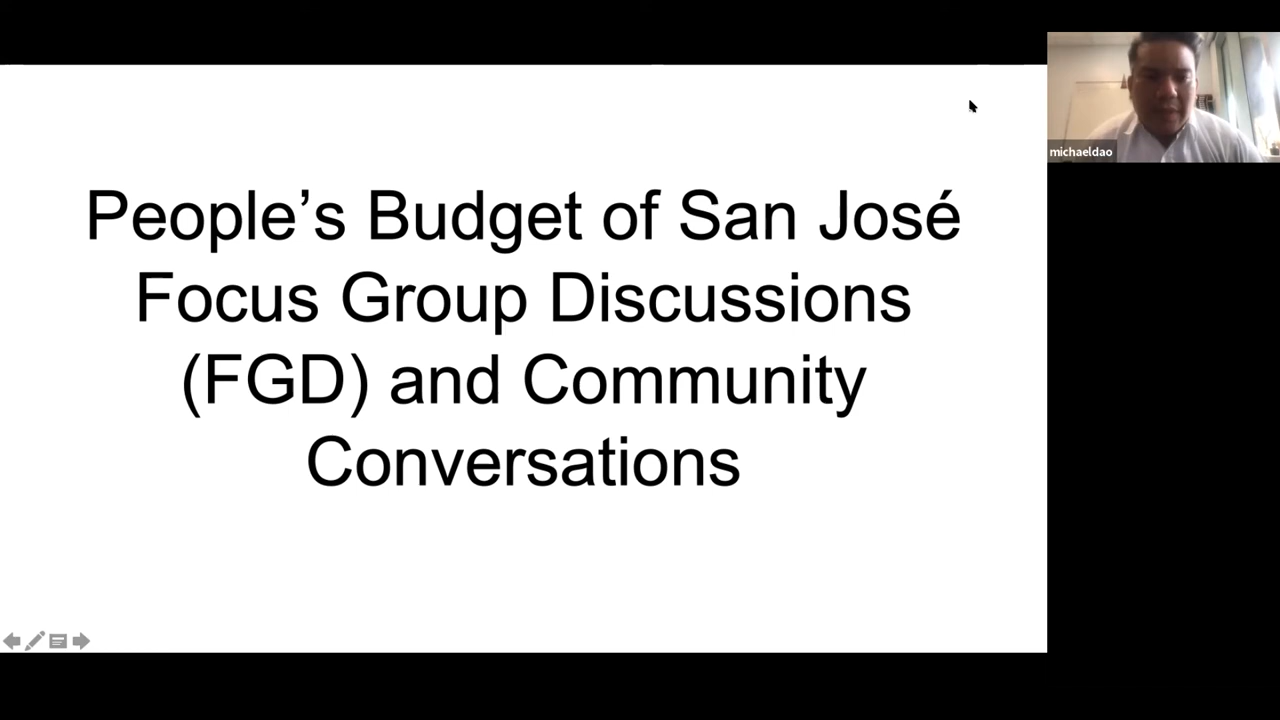 People’s Budget of San José
Focus Group Discussions
(FGD) and Community
Conversations
michaeldao